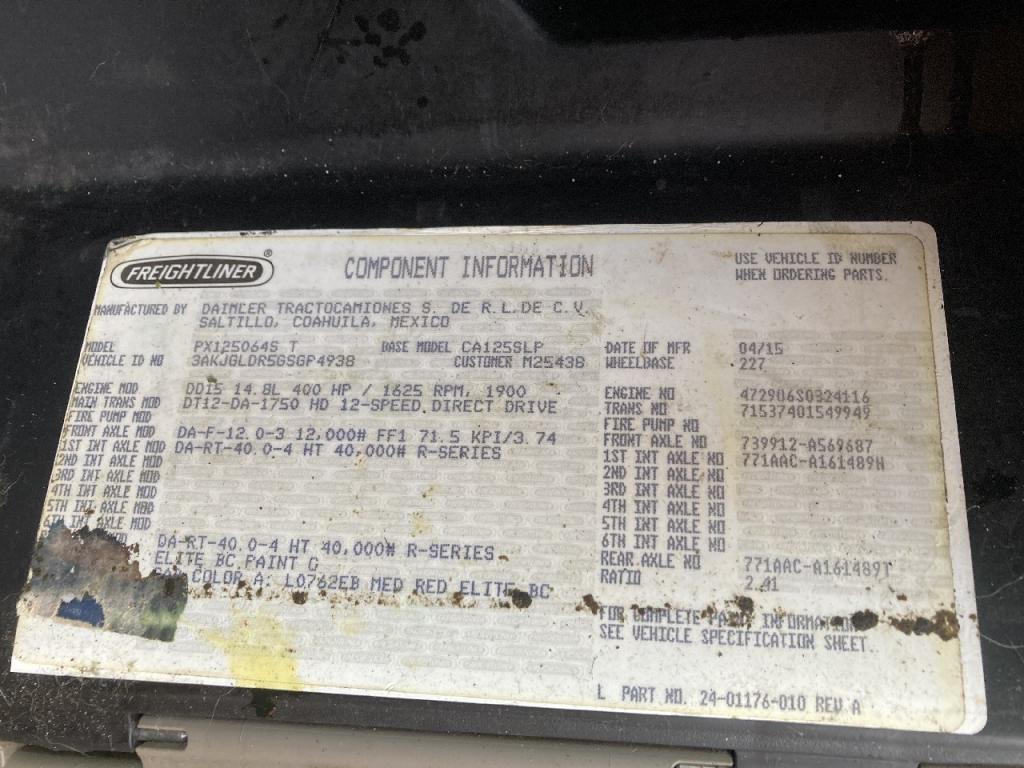 FREIGHTLINER ®
COMPONENT INFORMATION
USE VEHICLE ID NUMBER
WHEN ORDERING PARTS.
MANUFACTURED BY DAIMLER TRACTOCAMIONES S. DE R.L.DE C.V.
SALTILLO, COAHUILA, MEXICO
MODEL PX125064S T BASE MODEL CA125SLP
VEHICLE ID NO 3AKJGLDR5GSGP4938 CUSTOMER M25438
DATE OF MFR 04/15
WHEELBASE 227
ENGINE MOD DD15 14.8L 400 HP / 1625 RPM, 1900
MAIN TRANS MOD DT12-DA-1750 HD 12-SPEED DIRECT DRIVE
FIRE PUMP MOD
FRONT AXLE MOD DA-F-12.0-3 12,000# FF1 71.5 KPI/3.74
1ST INT AXLE MOD DA-RT-40.0-4 HT 40,000# R-SERIES
2ND INT AXLE MOD
3RD INT AXLE MOD
4TH INT AXLE MOD
5TH INT AXLE MOD
6TH INT AXLE MOD
DA-RT-40.0-4 HT 40,000# R-SERIES
ELITE BC PAINT G
COLOR A: L0762EB MED RED ELITE BC
ENGINE NO 472906S0324116
TRANS NO 71537401549949
FIRE PUMP NO
FRONT AXLE NO 739912-A569687
1ST INT AXLE NO 771AAC-A161489H
2ND INT AXLE NO
3RD INT AXLE NO
4TH INT AXLE NO
5TH INT AXLE NO
6TH INT AXLE NO
REAR AXLE NO 771AAC-A161489T
RATIO 2.41
FOR COMPLETE PAINT INFORMATION
SEE VEHICLE SPECIFICATION SHEET.
L PART NO. 24-01176-010 REV A